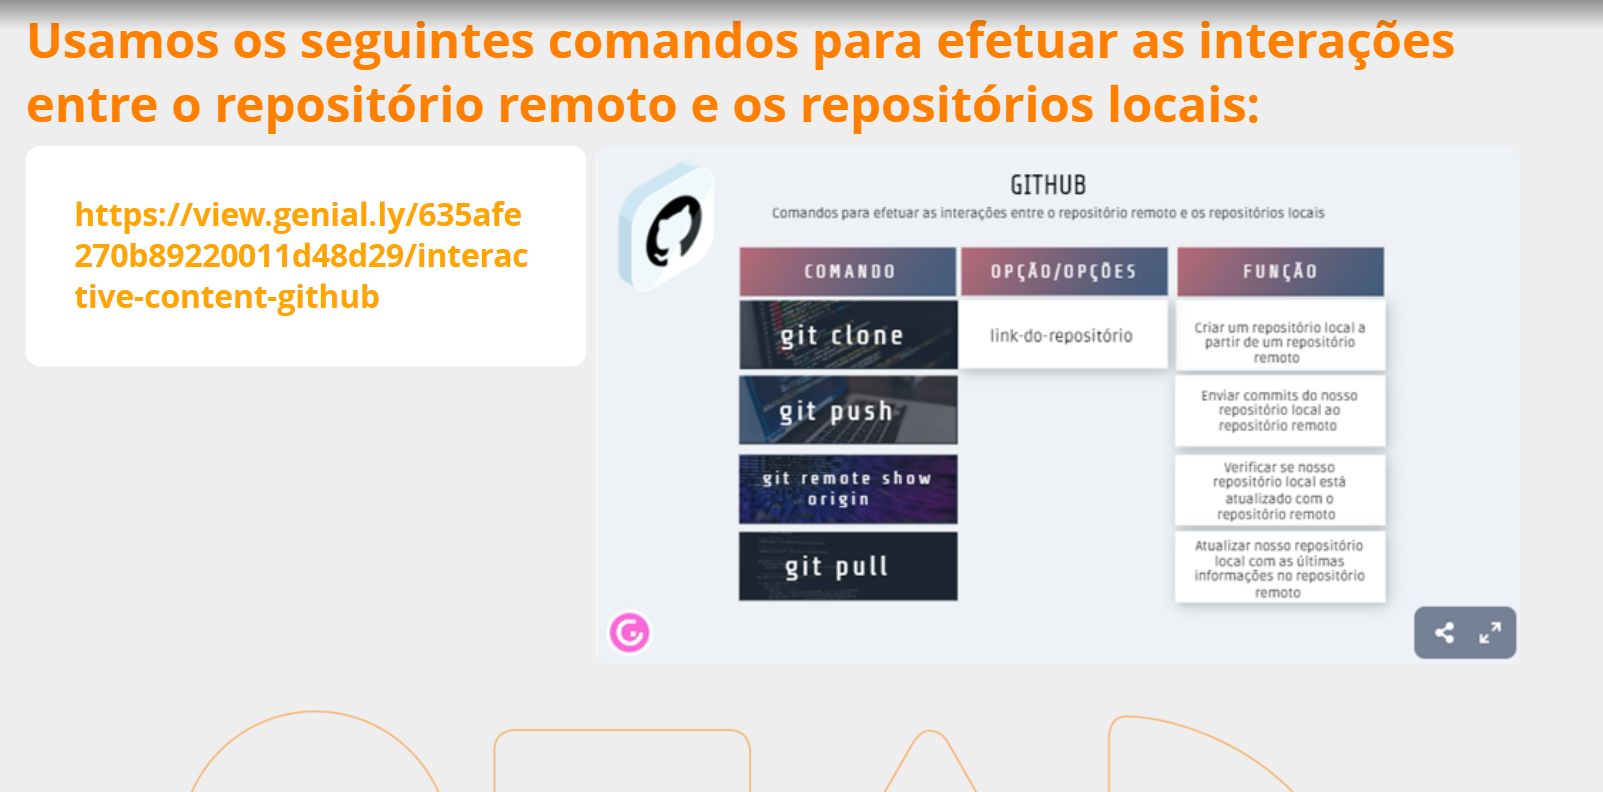 Usamos os seguintes comandos para efetuar as interações
entre o repositório remoto e os repositórios locais:
https://view.genial.ly/635afe
270b89220011d48d29/interac
tive-content-github
GITHUB
Comandos para efetuar as interações entre o repositório remoto e os repositórios locais
COMANDO
OPÇÃO/OPÇÕES
FUNÇÃO
git clone
link-do-repositório
Criar um repositório local a
partir de um repositório
remoto
git push
Enviar commits do nosso
repositório local ao
repositório remoto
git remote show
origin
Verificar se nosso
repositório local está
atualizado com o
repositório remoto
git pull
Atualizar nosso repositório
local com as últimas
informações no repositório
remoto